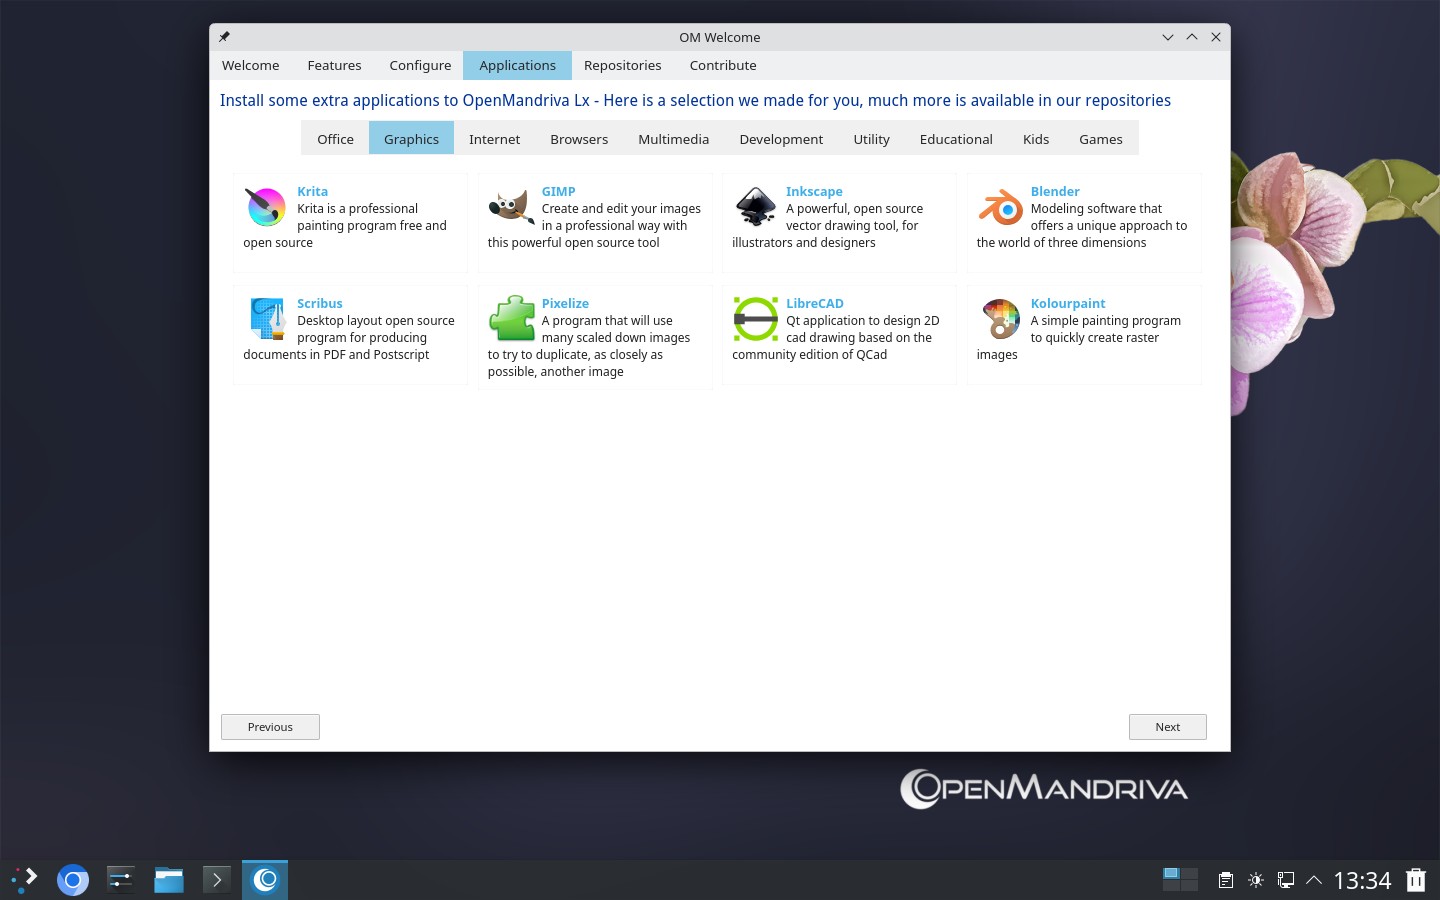 OM Welcome
Welcome Features Configure Applications Repositories Contribute
Install some extra applications to OpenMandriva Lx - Here is a selection we made for you, much more is available in our repositories
Office Graphics Internet Browsers Multimedia Development Utility Educational Kids Games
Krita
Krita is a professional
painting program free and
open source
GIMP
Create and edit your images
in a professional way with
this powerful open source tool
Inkscape
A powerful, open source
vector drawing tool, for
illustrators and designers
Blender
Modeling software that
offers a unique approach to
the world of three dimensions
Scribus
Desktop layout open source
program for producing
documents in PDF and Postscript
Pixelize
A program that will use
many scaled down images
to try to duplicate, as closely as
possible, another image
LibreCAD
Qt application to design 2D
cad drawing based on the
community edition of QCad
Kolourpaint
A simple painting program
to quickly create raster
images
Previous Next
OPENMANDRIVA
13:34